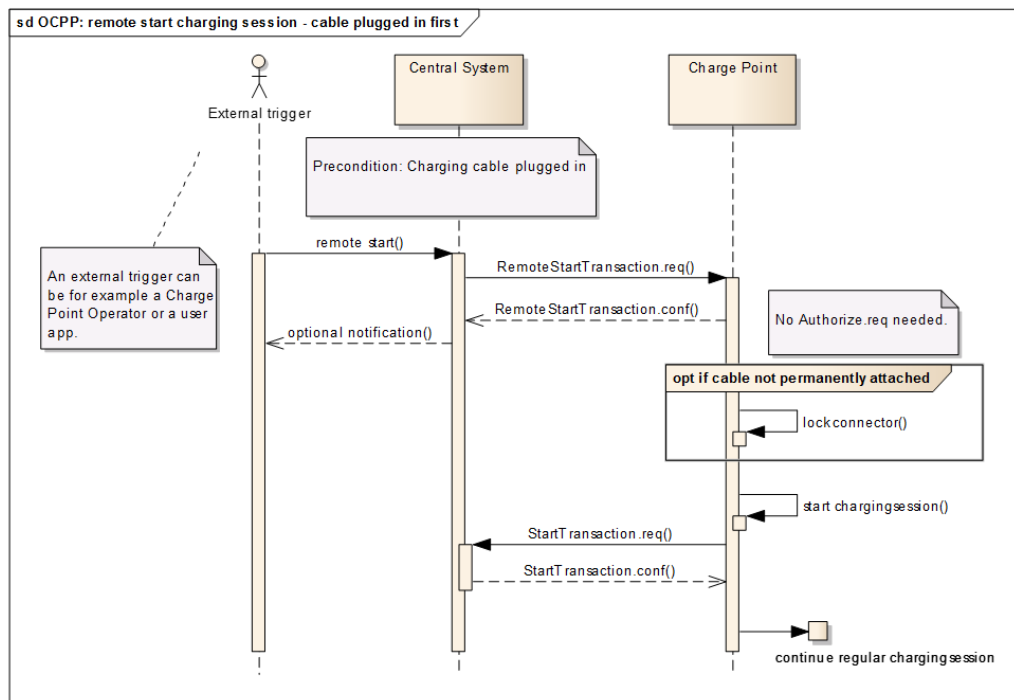 sd OCPP: remote start charging session - cable plugged in first
External trigger
Central System
Charge Point
Precondition: Charging cable plugged in
An external trigger can
be for example a Charge
Point Operator or a user
app.
remote start()
RemoteStartTransaction.req()
RemoteStartTransaction.conf()
optional notification()
No Authorize.req needed.
opt if cable not permanently attached
lockconnector()
start chargingsession()
StartTransaction.req()
StartTransaction.conf()
continue regular chargingsession